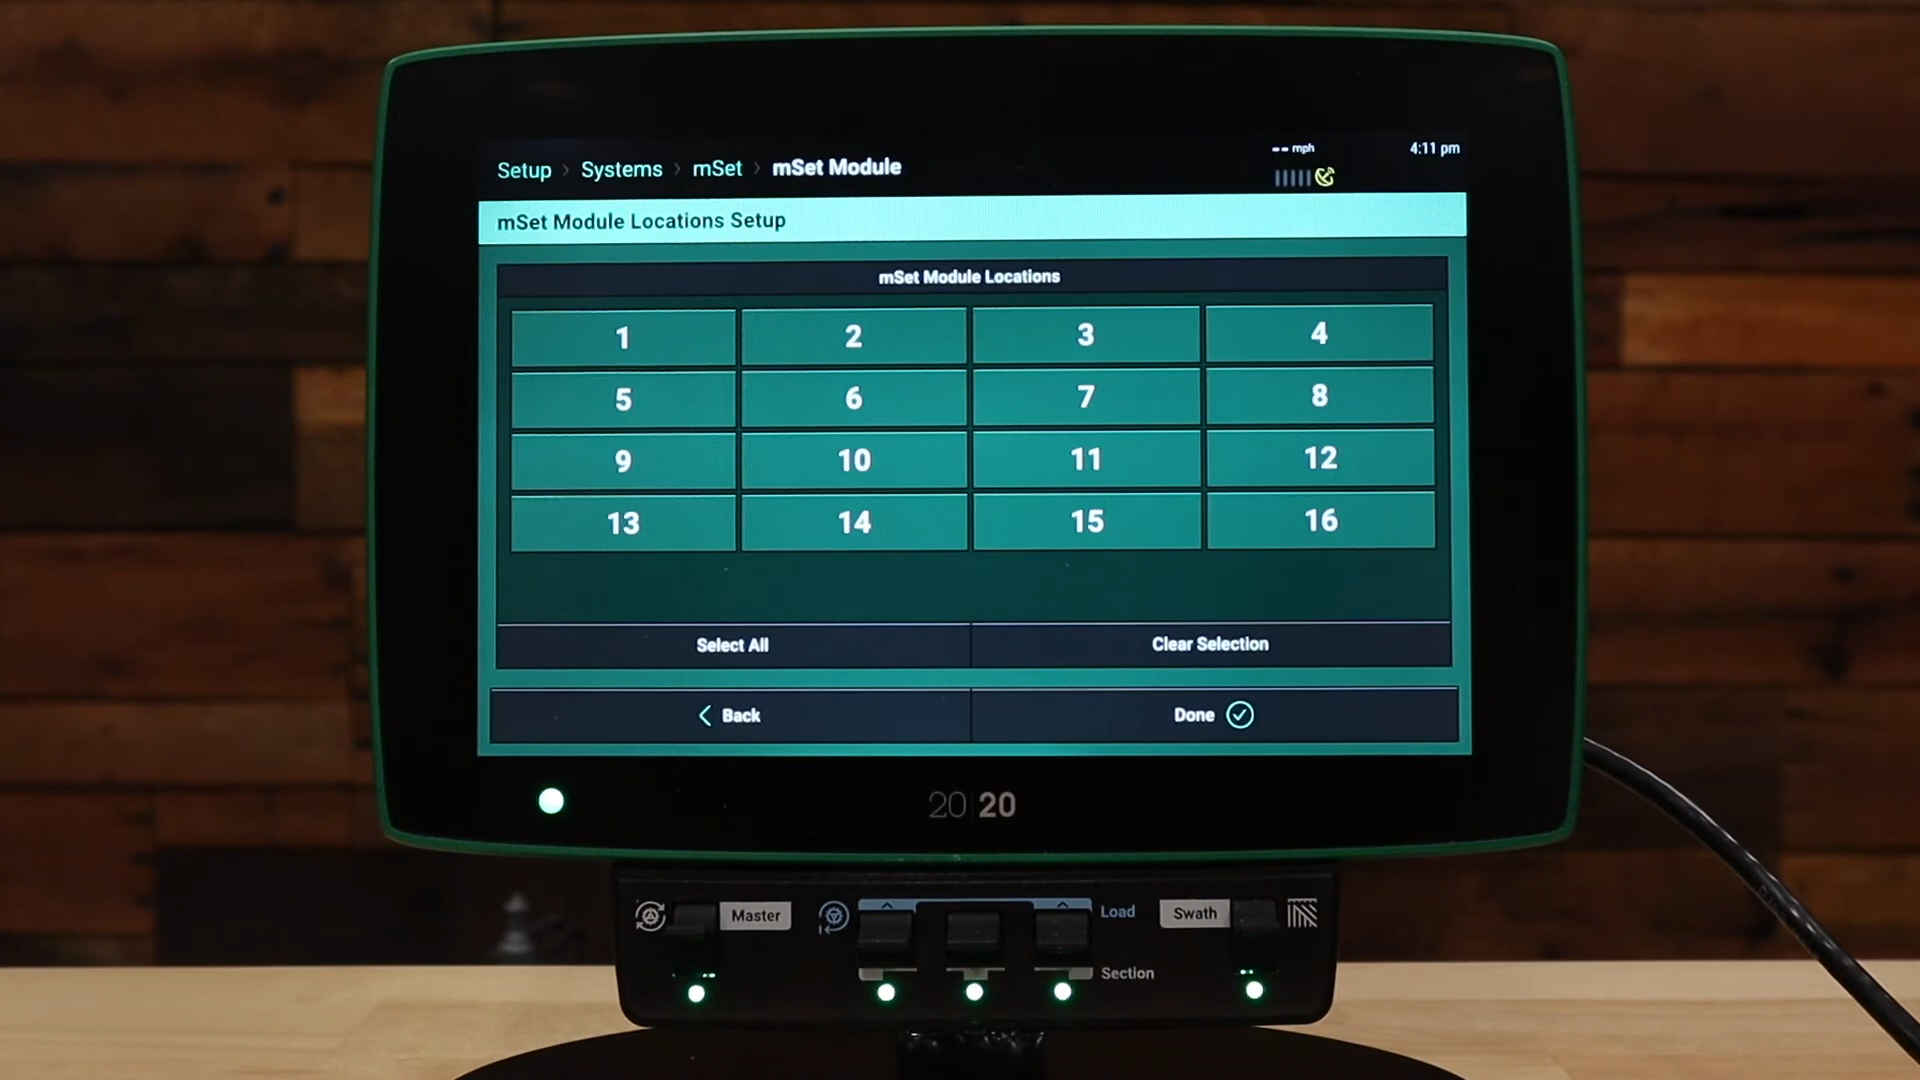 Setup > Systems > mSet > mSet Module
-- mph
4:11 pm
mSet Module Locations Setup
mSet Module Locations
1 2 3 4
5 6 7 8
9 10 11 12
13 14 15 16
Select All
Clear Selection
Back
Done
20|20
Master
Load
Swath
Section